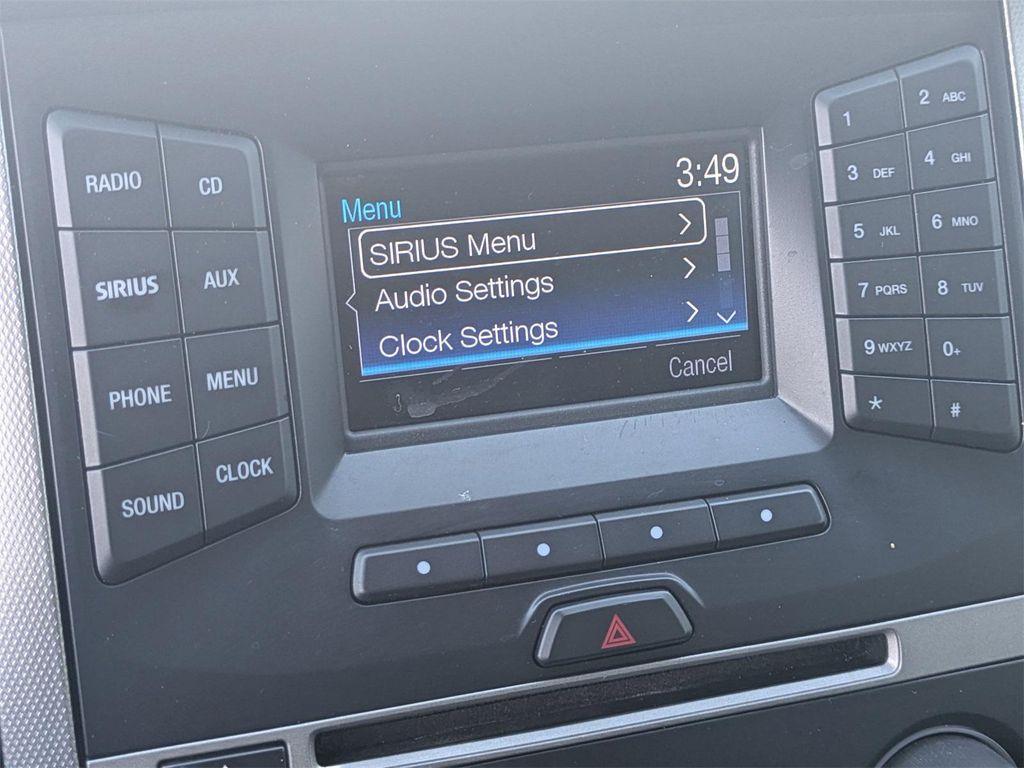 RADIO
CD
SIRIUS
AUX
PHONE
MENU
SOUND
CLOCK
3:49
Menu
SIRIUS Menu
Audio Settings
Clock Settings
Cancel
1
2 ABC
3 DEF
4 GHI
5 JKL
6 MNO
7 PQRS
8 TUV
9 WXYZ
0+
*
#